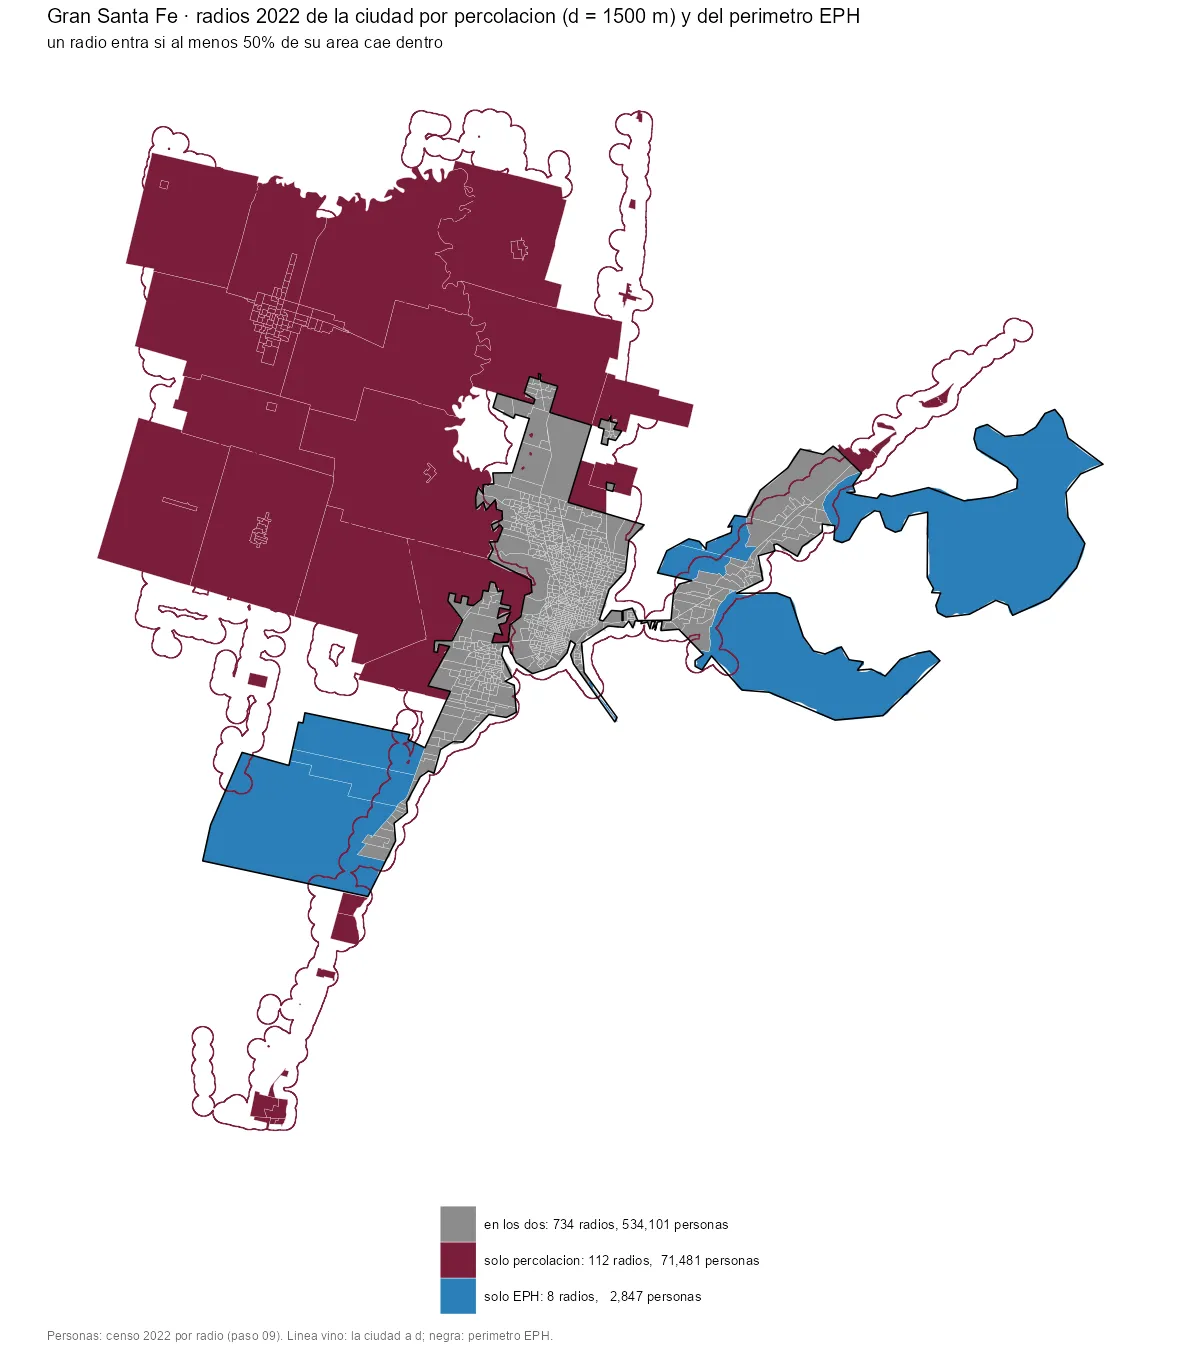 Gran Santa Fe · radios 2022 de la ciudad por percolacion (d = 1500 m) y del perimetro EPH
un radio entra si al menos 50% de su area cae dentro
en los dos: 734 radios, 534,101 personas
solo percolacion: 112 radios,  71,481 personas
solo EPH: 8 radios,   2,847 personas
Personas: censo 2022 por radio (paso 09). Linea vino: la ciudad a d; negra: perimetro EPH.